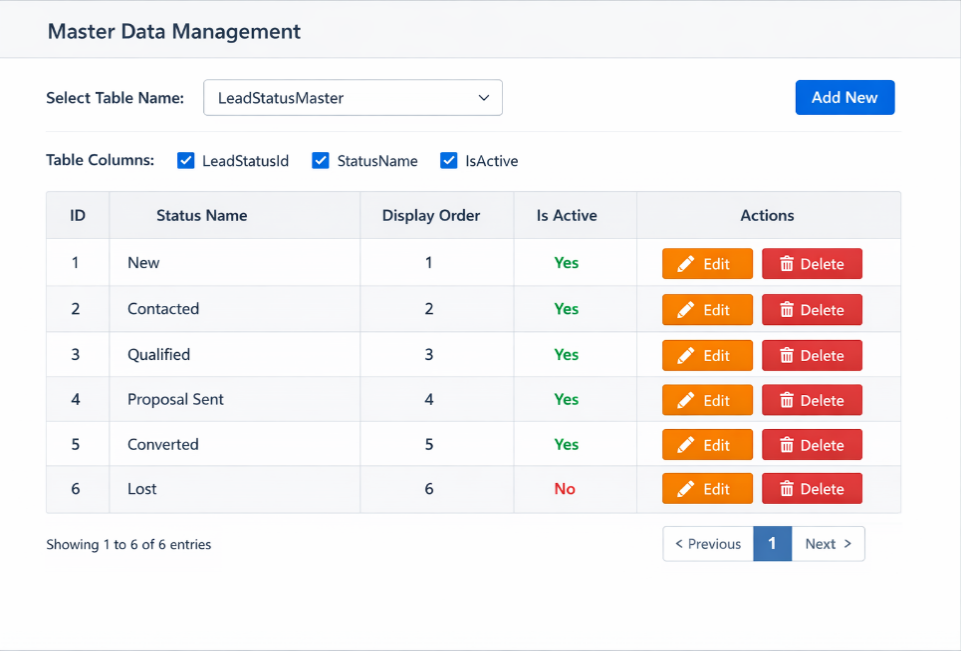 Master Data Management
Select Table Name: LeadStatusMaster Add New
Table Columns: LeadStatusId StatusName IsActive
ID Status Name Display Order Is Active Actions
1 New 1 Yes Edit Delete
2 Contacted 2 Yes Edit Delete
3 Qualified 3 Yes Edit Delete
4 Proposal Sent 4 Yes Edit Delete
5 Converted 5 Yes Edit Delete
6 Lost 6 No Edit Delete
Showing 1 to 6 of 6 entries < Previous 1 Next >